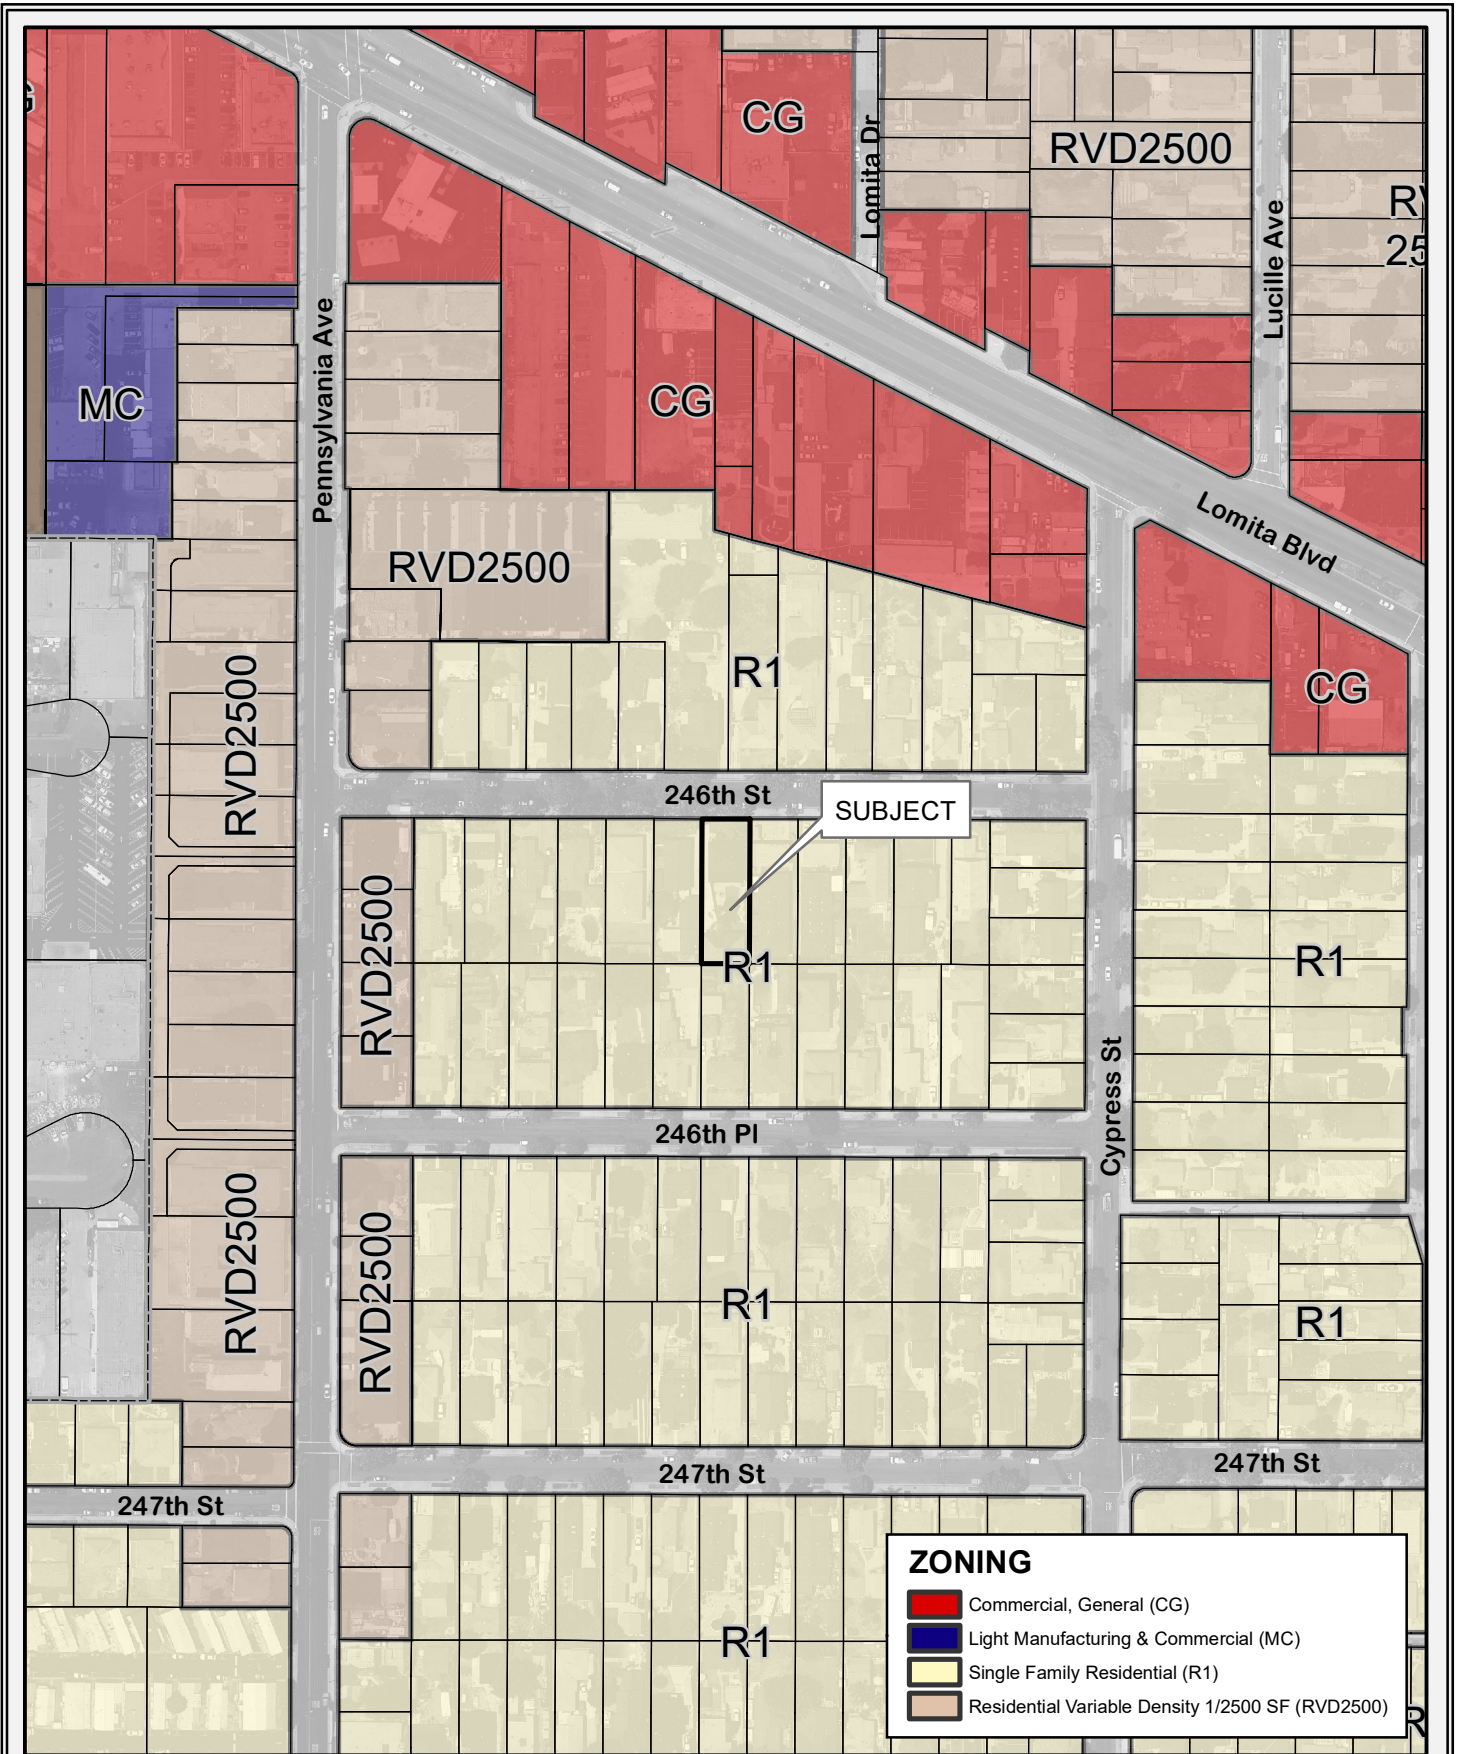 CG
Lomita Dr
RVD2500
Lucille Ave
25
Pennsylvania Ave
MC
CG
Lomita Blvd
RVD2500
R1
CG
RVD2500
246th St
SUBJECT
RVD2500
R1
R1
Cypress St
246th Pl
RVD2500
RVD2500
R1
R1
247th St
247th St
247th St
R1
ZONING
Commercial, General (CG)
Light Manufacturing & Commercial (MC)
Single Family Residential (R1)
Residential Variable Density 1/2500 SF (RVD2500)